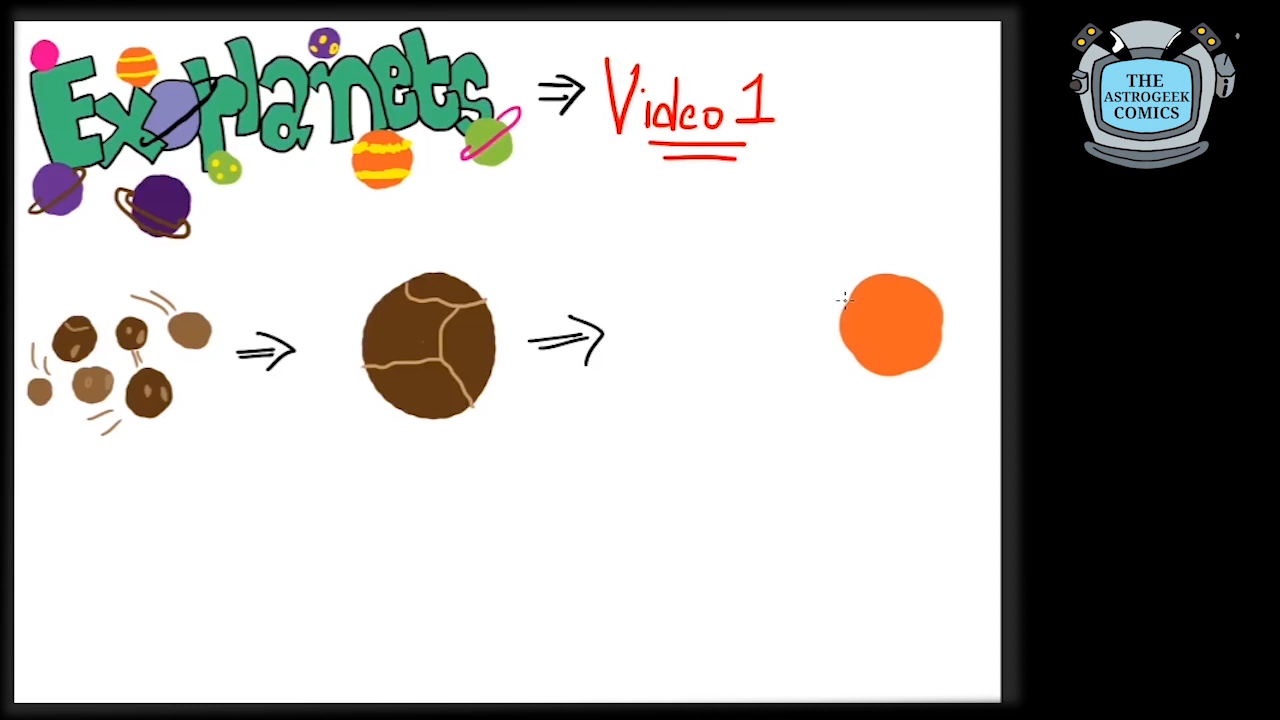 Exoplanets ⇒ Video 1
THE
ASTROGEEK
COMICS